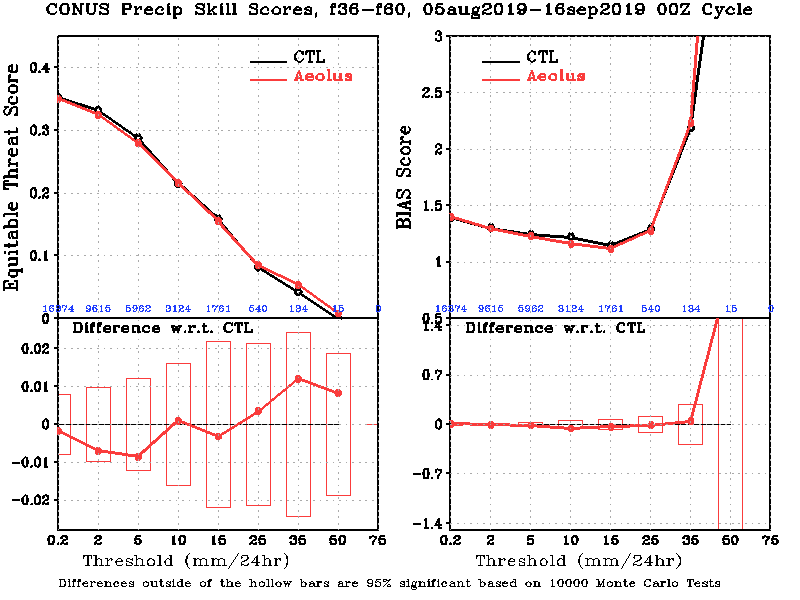 CONUS Precip Skill Scores, f36-f60, 05aug2019-16sep2019 00Z Cycle
Equitable Threat Score
0.4
0.3
0.2
0.1
0
CTL
Aeolus
9615 5962 3124 1761 540 15
Difference w.r.t. CTL
0.02
0.01
0
-0.01
-0.02
0.2 2 5 10 15 25 35 50 75
Threshold (mm/24hr)
BIAS Score
3
2.5
2
1.5
1
0.5
CTL
Aeolus
9615 5962 3124 1761 540 15
Difference w.r.t. CTL
1.4
0.7
0
-0.7
-1.4
0.2 2 5 10 15 25 35 50 75
Threshold (mm/24hr)
Differences outside of the hollow bars are 95% significant based on 10000 Monte Carlo Tests